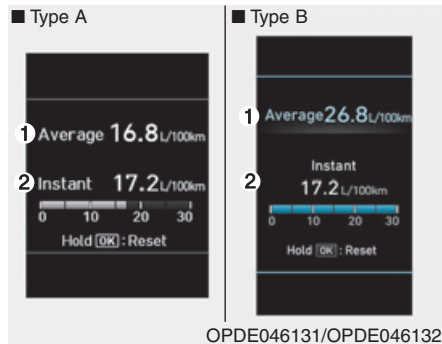 ■ Type A
1 Average 16.8 L/100km
2 Instant 17.2 L/100km
0 10 20 30
Hold OK : Reset
■ Type B
1 Average 26.8 L/100km
Instant
2 17.2 L/100km
0 10 20 30
Hold OK : Reset
OPDE046131/OPDE046132